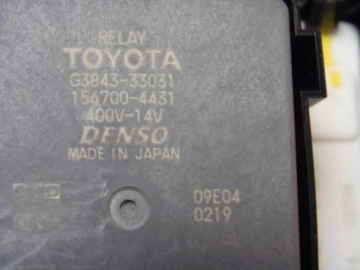 RELAY
TOYOTA
G3843-33031
156700-4431
400V-14V
DENSO
MADE IN JAPAN
09E04
0219